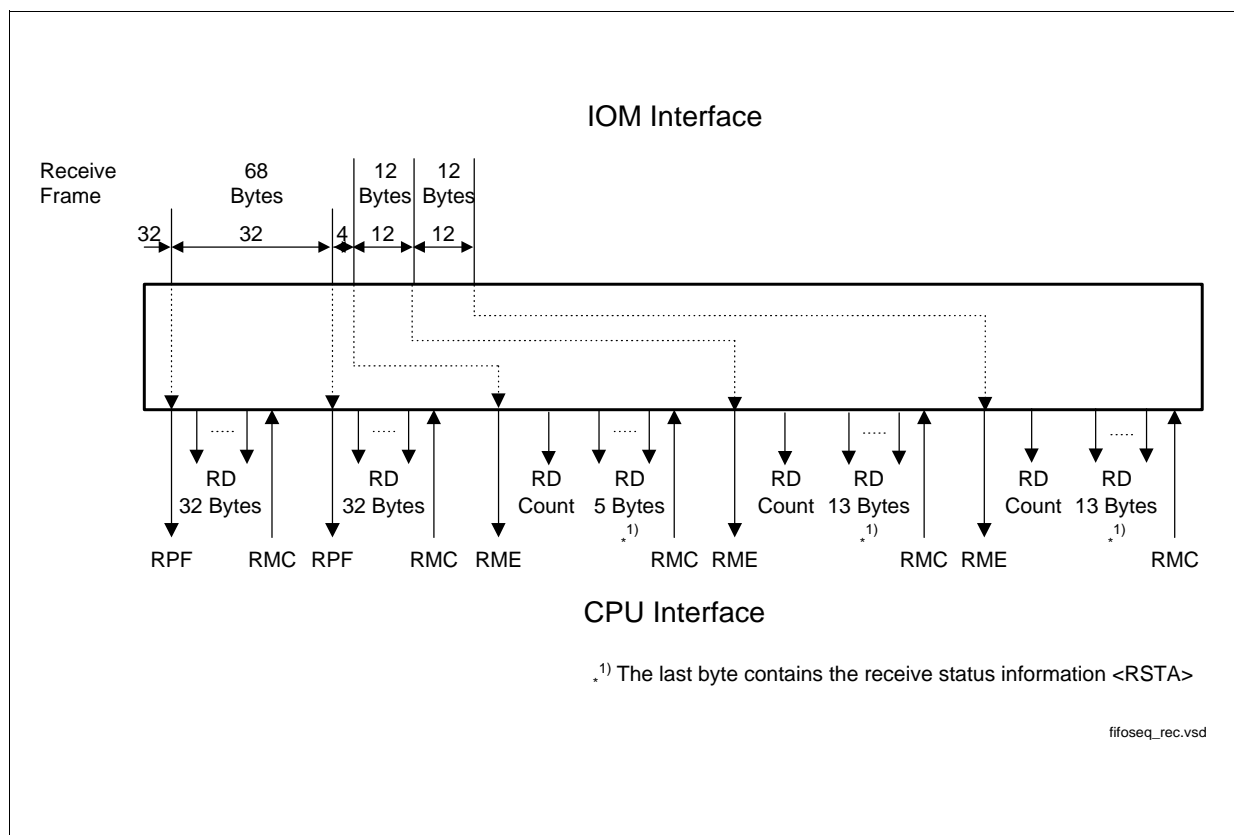 IOM Interface
Receive
Frame
68
Bytes
12
Bytes
12
Bytes
32
32
4
12
12
RD
32 Bytes
RD
32 Bytes
RD
Count
RD
5 Bytes
*1)
RD
Count
RD
13 Bytes
*1)
RD
Count
RD
13 Bytes
*1)
RPF
RMC
RPF
RMC
RME
RMC
RME
RMC
RME
RMC
CPU Interface
*1) The last byte contains the receive status information <RSTA>
fifoseq_rec.vsd